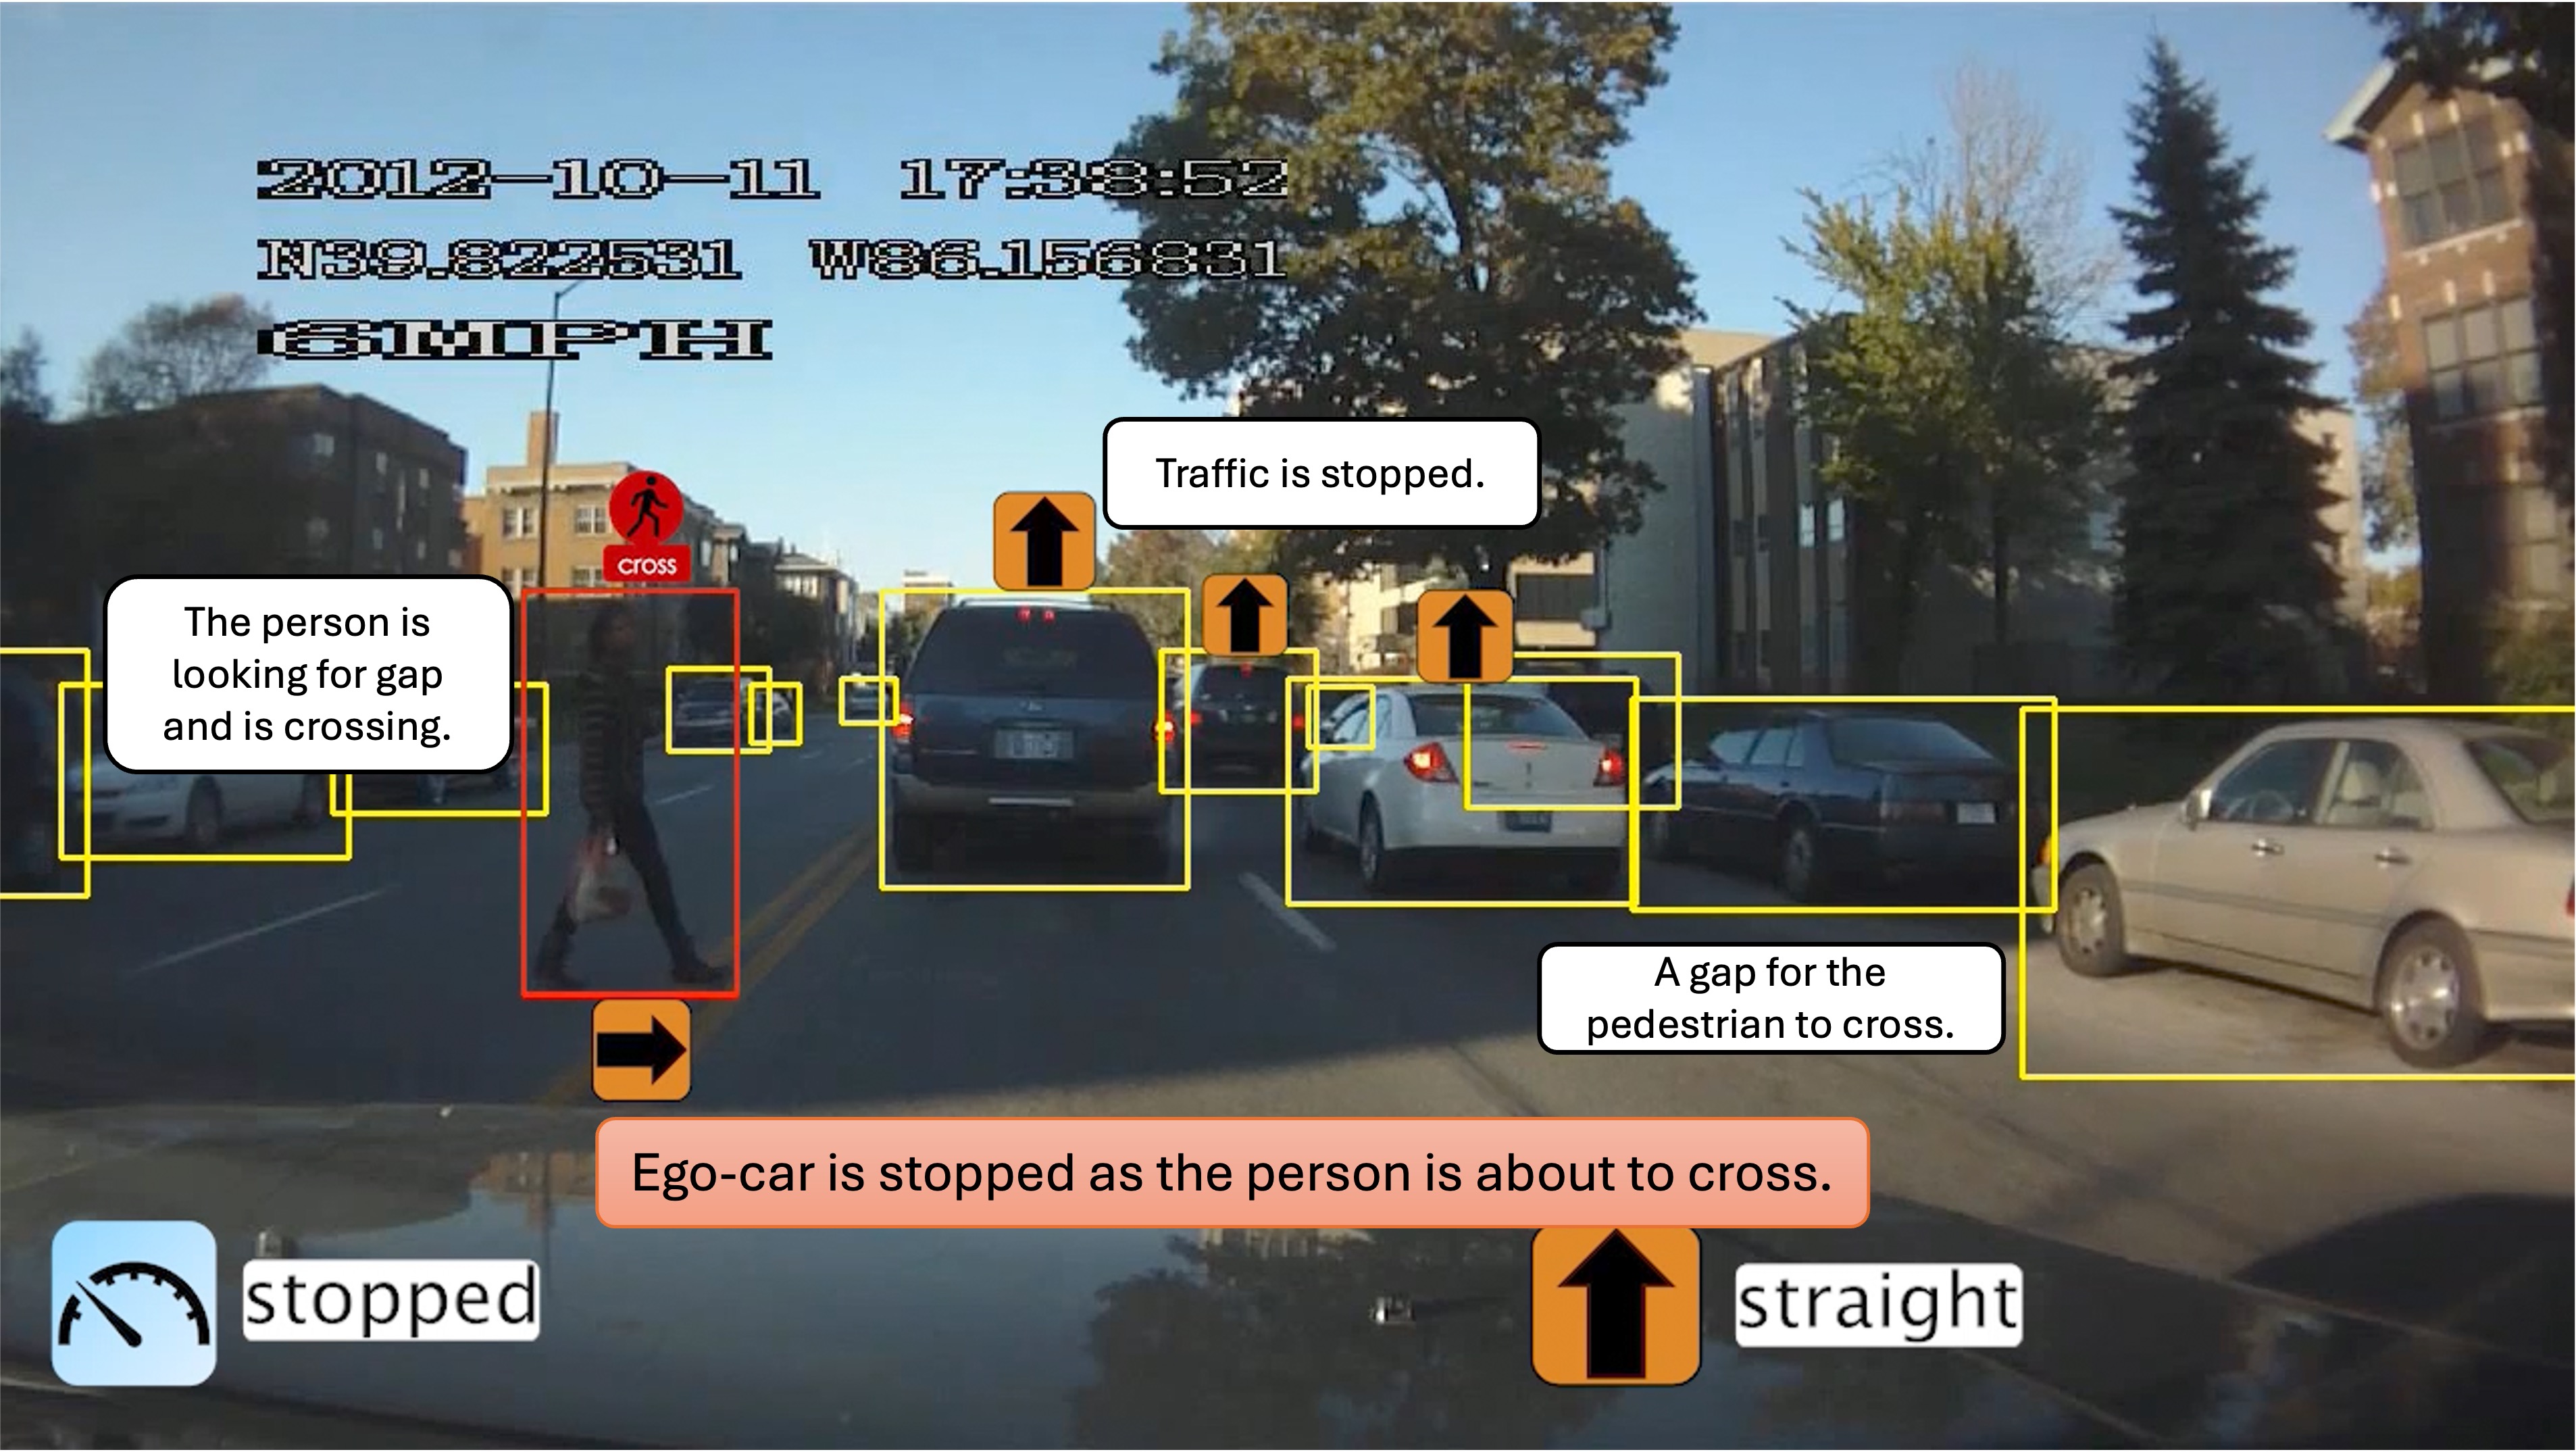 2012-10-11 17:38:52
N39.822531 W86.156831
6MPH
Traffic is stopped.
cross
The person is
looking for gap
and is crossing.
A gap for the
pedestrian to cross.
Ego-car is stopped as the person is about to cross.
stopped
straight